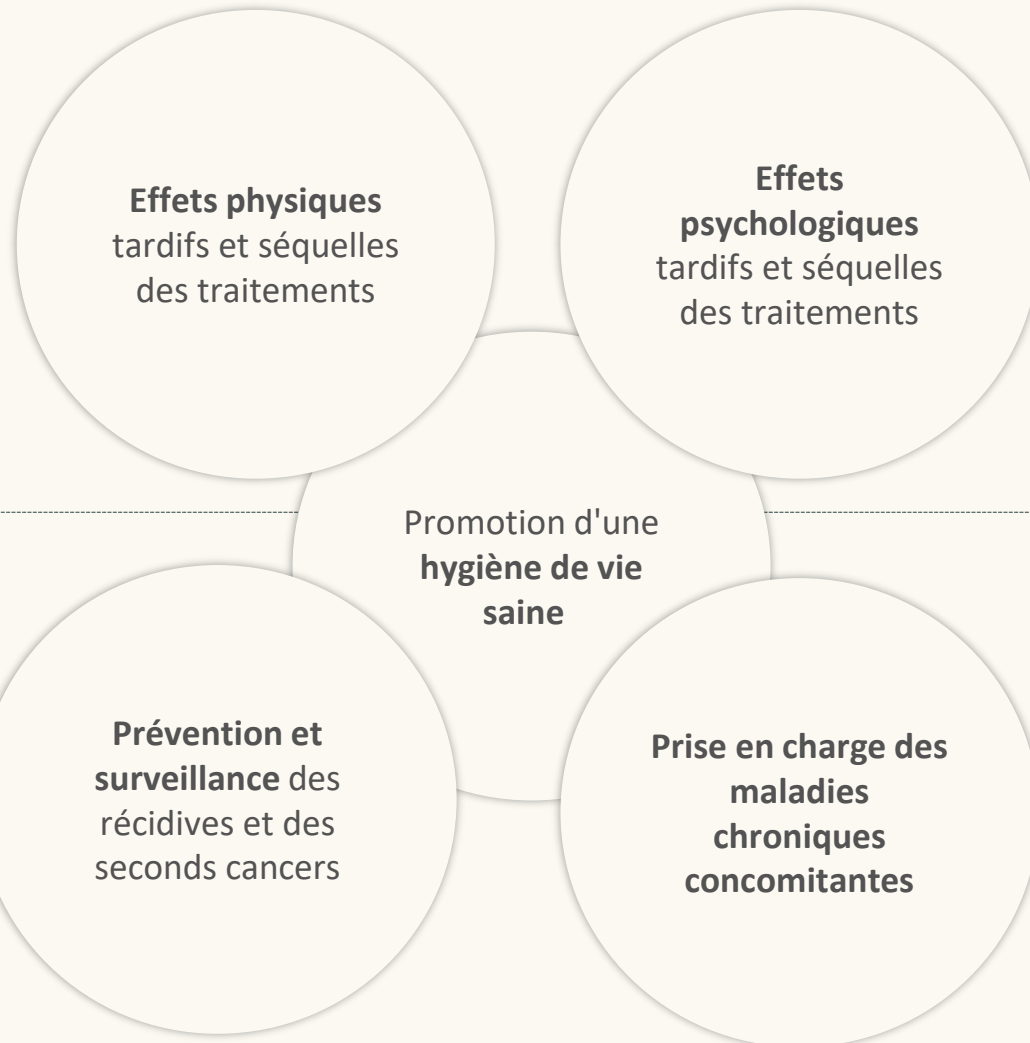 Effets physiques
tardifs et séquelles
des traitements
Effets
psychologiques
tardifs et séquelles
des traitements
Promotion d'une
hygiène de vie
saine
Prévention et
surveillance des
récidives et des
seconds cancers
Prise en charge des
maladies
chroniques
concomitantes